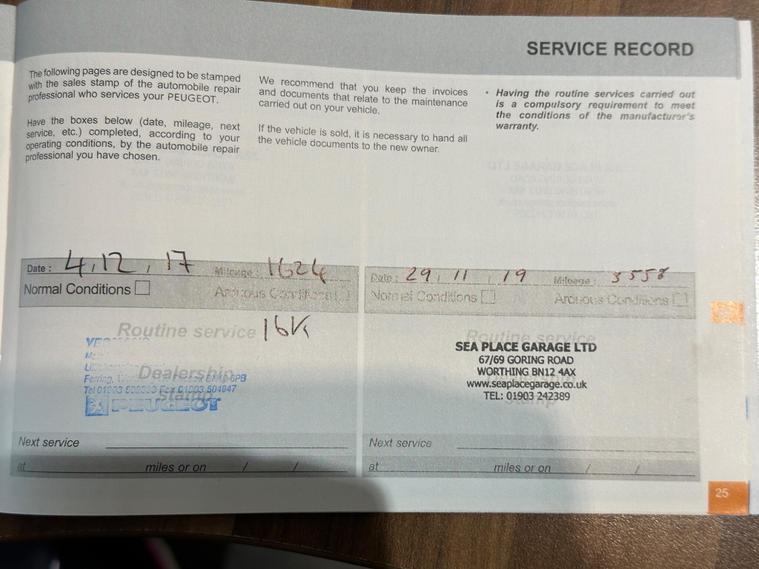 SERVICE RECORD
The following pages are designed to be stamped
with the sales stamp of the automobile repair
professional who services your PEUGEOT.
Have the boxes below (date, mileage, next
service, etc.) completed, according to your
operating conditions, by the automobile repair
professional you have chosen.
We recommend that you keep the invoices
and documents that relate to the maintenance
carried out on your vehicle.
If the vehicle is sold, it is necessary to hand all
the vehicle documents to the new owner.
• Having the routine services carried out
is a compulsory requirement to meet
the conditions of the manufacturer's
warranty.
Date : 4, 12, 17 Mileage : 1624
Normal Conditions Arduous Conditions
Routine service 16V
Dealership
stamp
PEUGEOT
Next service
at miles or on / /
Date : 29, 11, 19 Mileage : 3558
Normal Conditions Arduous Conditions
Routine service
SEA PLACE GARAGE LTD
67/69 GORING ROAD
WORTHING BN12 4AX
www.seaplacegarage.co.uk
TEL: 01903 242389
stamp
Next service
at miles or on / /
25